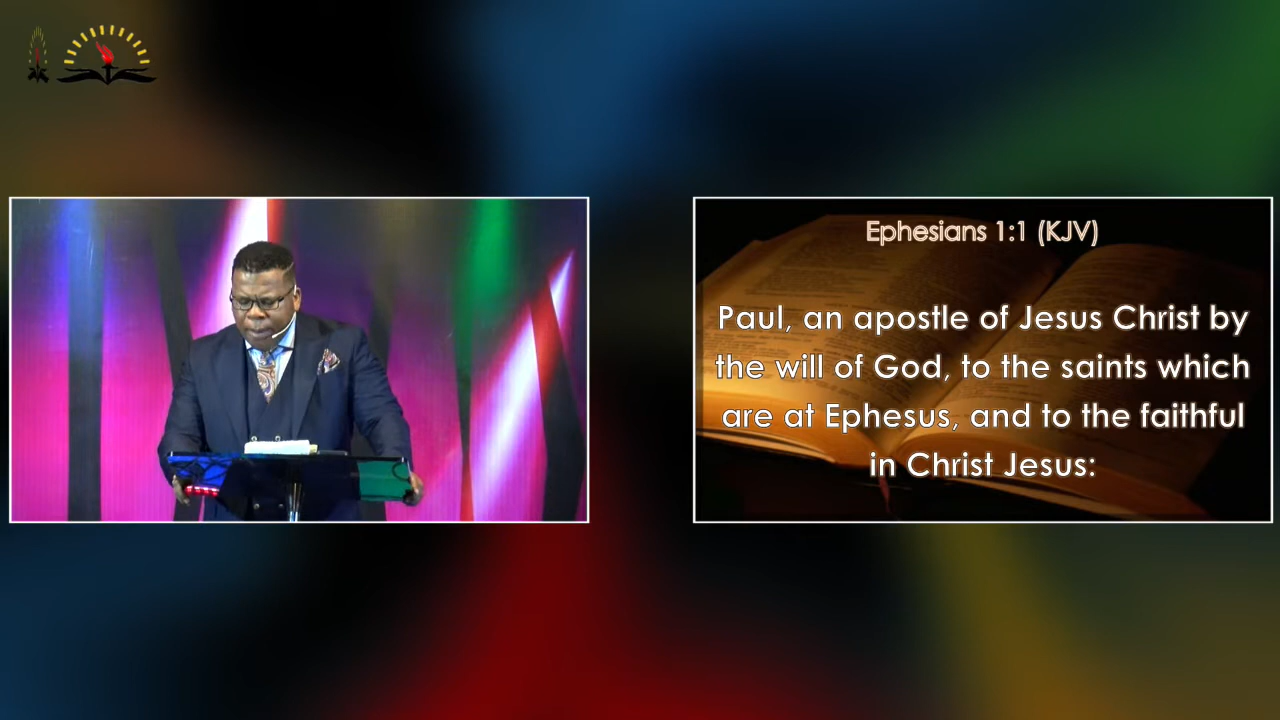 Ephesians 1:1 (KJV)
Paul, an apostle of Jesus Christ by
the will of God, to the saints which
are at Ephesus, and to the faithful
in Christ Jesus: